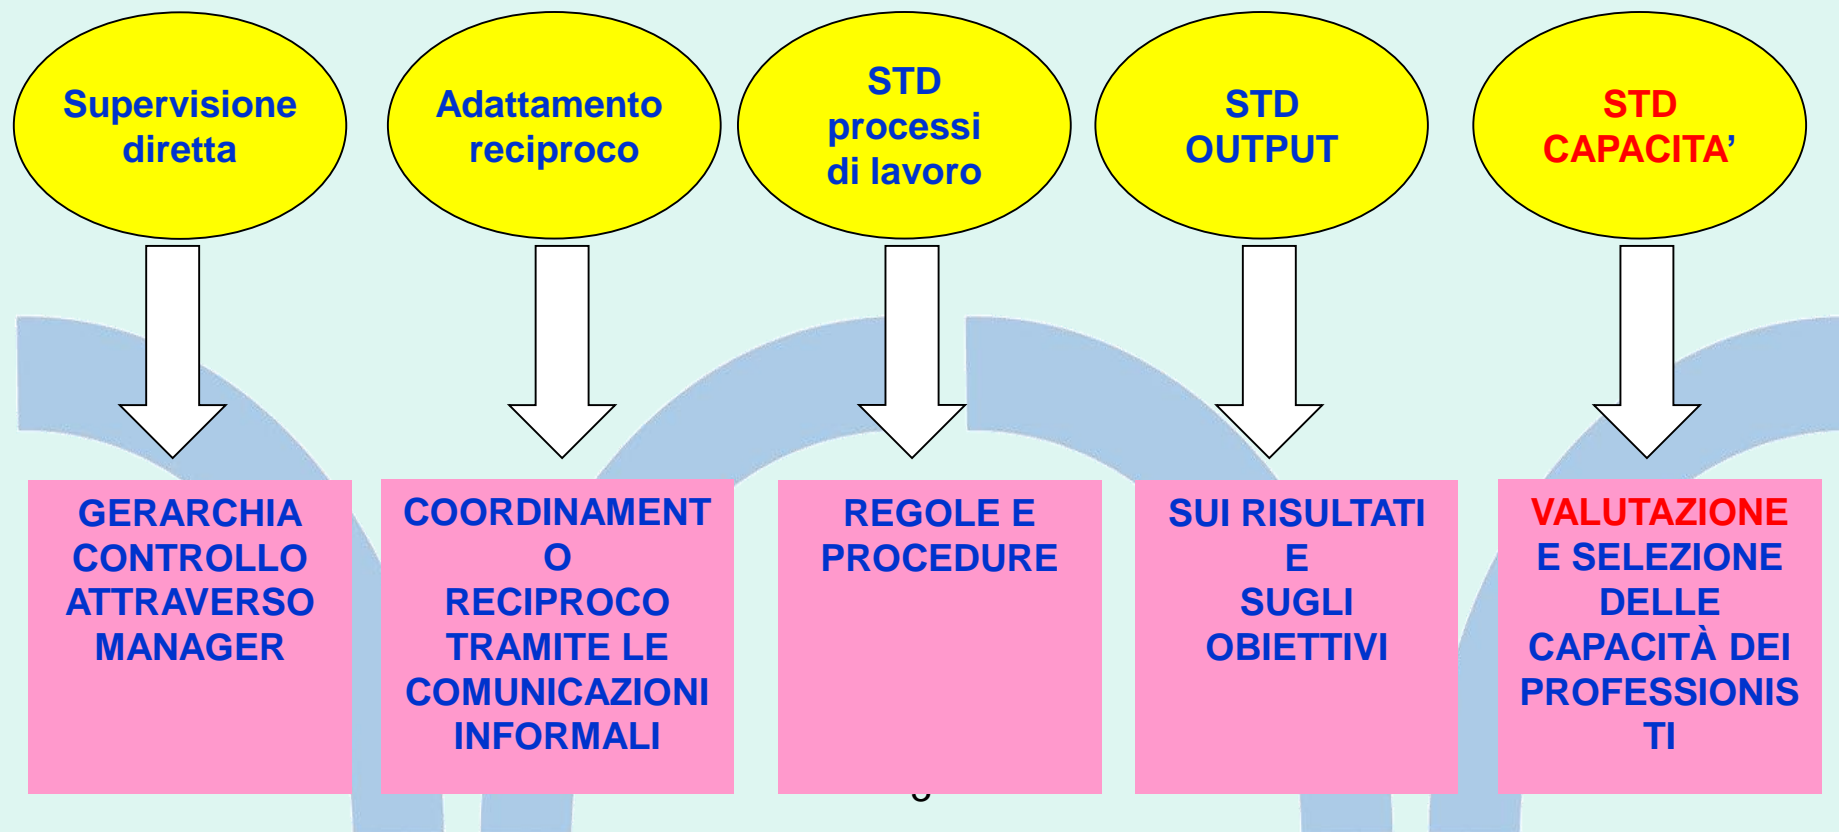 Supervisione
diretta
Adattamento
reciproco
STD
processi
di lavoro
STD
OUTPUT
STD
CAPACITA’
GERARCHIA
CONTROLLO
ATTRAVERSO
MANAGER
COORDINAMENT
O
RECIPROCO
TRAMITE LE
COMUNICAZIONI
INFORMALI
REGOLE E
PROCEDURE
SUI RISULTATI
E
SUGLI
OBIETTIVI
VALUTAZIONE
E SELEZIONE
DELLE
CAPACITÀ DEI
PROFESSIONIS
TI